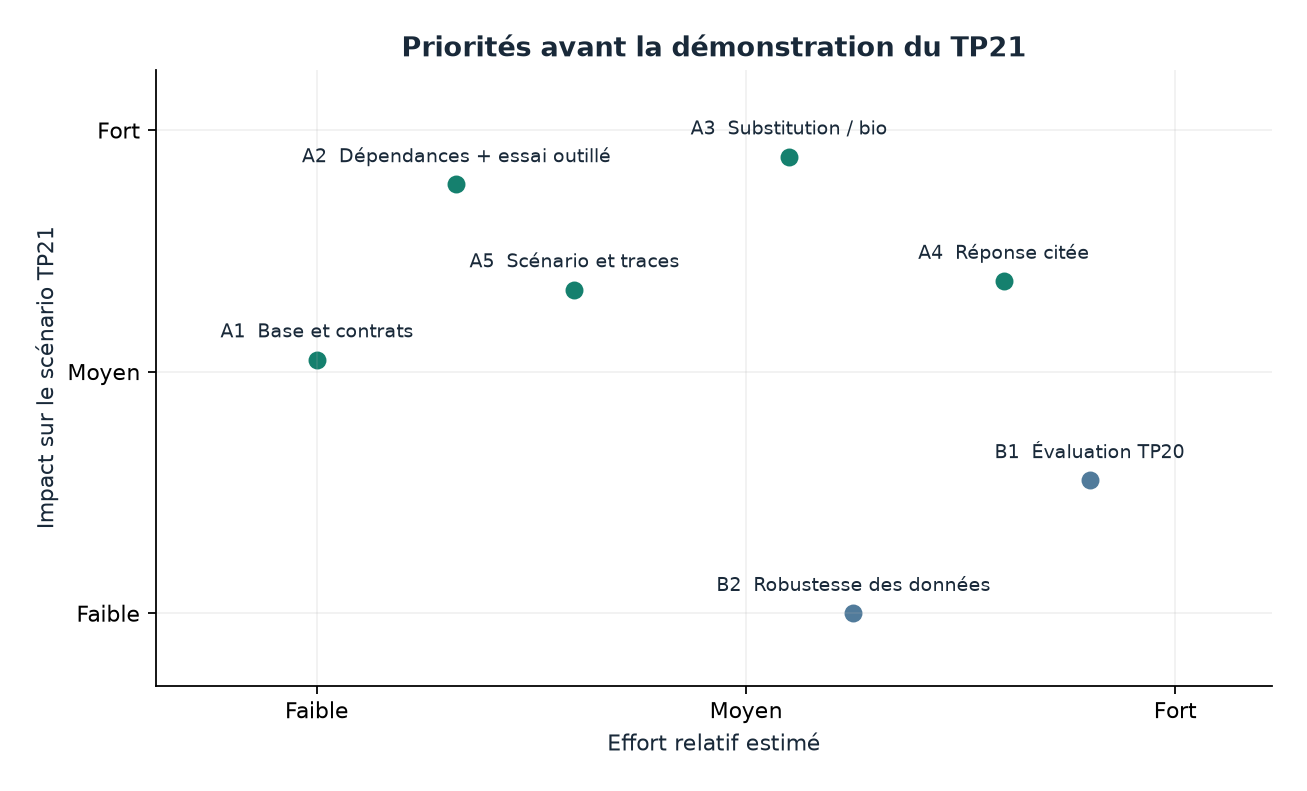 Priorités avant la démonstration du TP21
Impact sur le scénario TP21
Fort
Moyen
Faible
A3 Substitution / bio
A2 Dépendances + essai outillé
A4 Réponse citée
A5 Scénario et traces
A1 Base et contrats
B1 Évaluation TP20
B2 Robustesse des données
Faible
Moyen
Fort
Effort relatif estimé